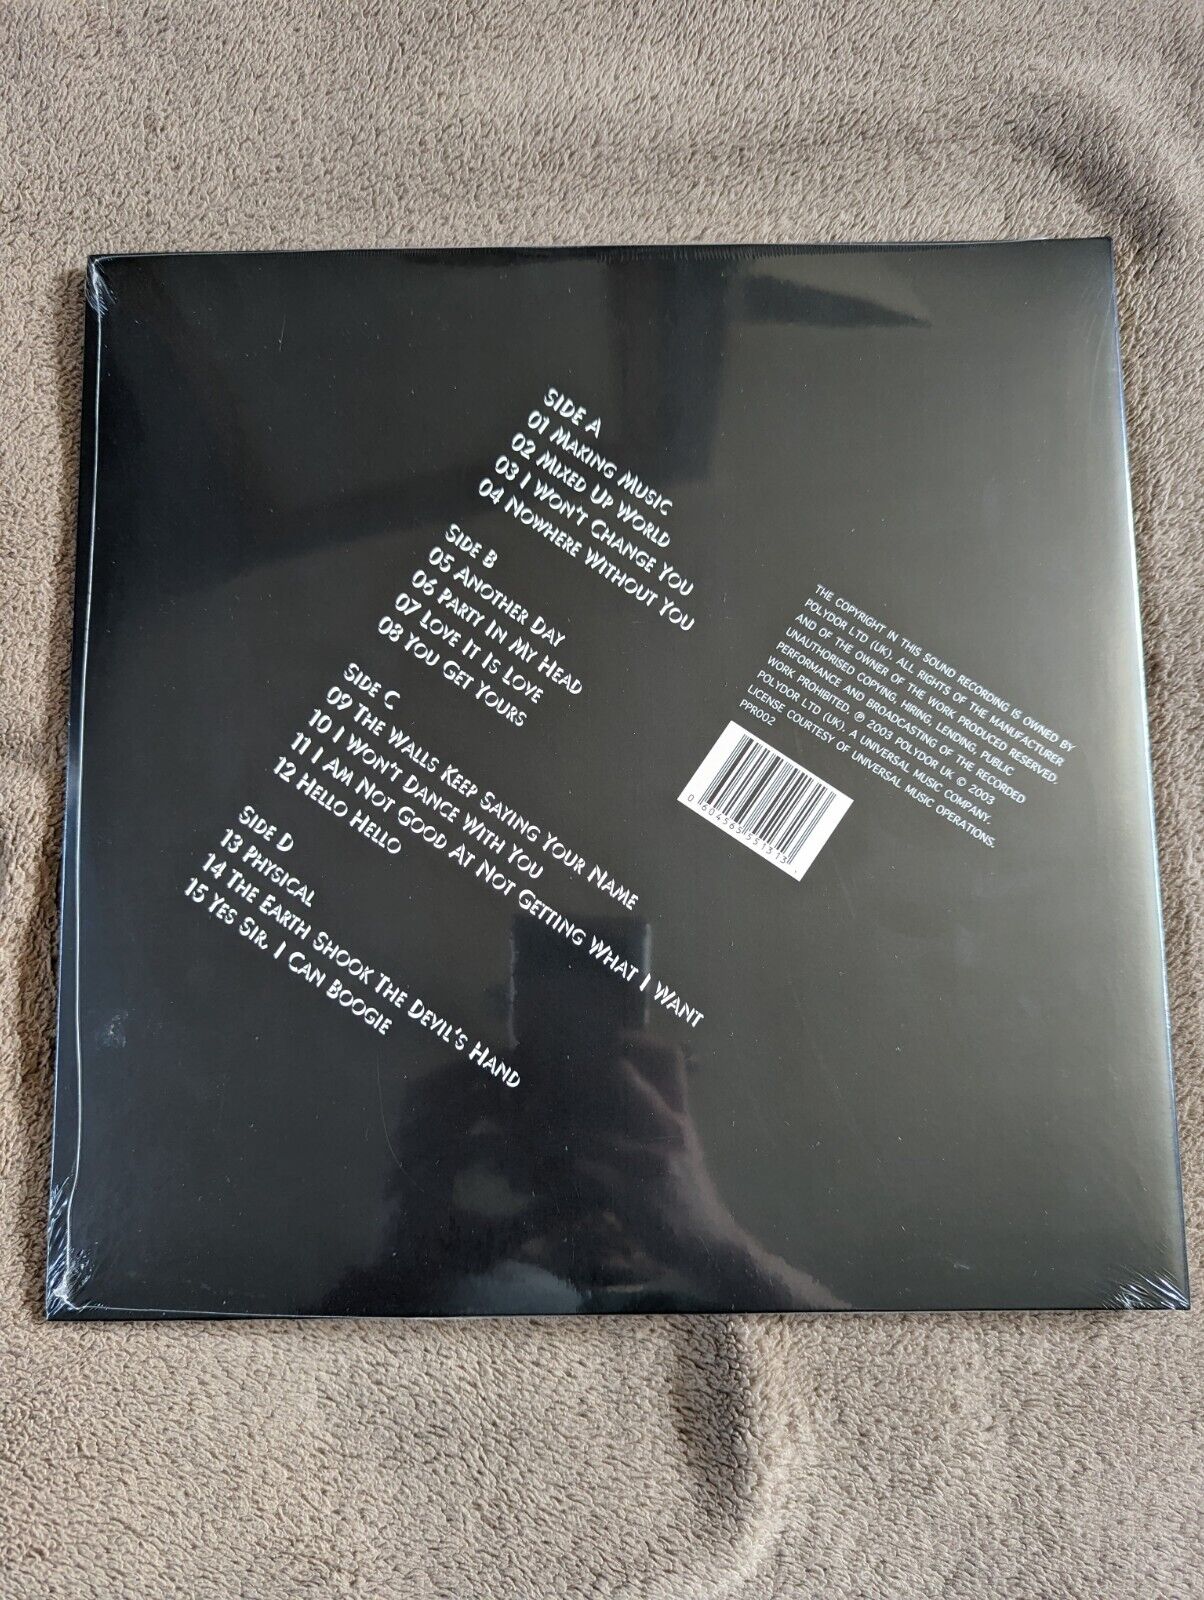 SIDE A
01 MAKING MUSIC
02 MIXED UP WORLD
03 I WON'T CHANGE YOU
04 NOWHERE WITHOUT YOU
SIDE B
05 ANOTHER DAY
06 PARTY IN MY HEAD
07 LOVE IT IS LOVE
08 YOU GET YOURS
SIDE C
09 THE WALLS KEEP SAYING YOUR NAME
10 I WON'T DANCE WITH YOU
11 I AM NOT GOOD AT NOT GETTING WHAT I WANT
12 HELLO HELLO
SIDE D
13 PHYSICAL
14 THE EARTH SHOOK THE DEVIL'S HAND
15 YES SIR, I CAN BOOGIE
THE COPYRIGHT IN THIS SOUND RECORDING IS OWNED BY
POLYDOR LTD (UK). ALL RIGHTS OF THE MANUFACTURER
AND OF THE OWNER OF THE WORK PRODUCED RESERVED.
UNAUTHORISED COPYING, HIRING, LENDING, PUBLIC
PERFORMANCE AND BROADCASTING OF THE RECORDED
WORK PROHIBITED. ℗ 2003 POLYDOR UK © 2003
POLYDOR LTD (UK). A UNIVERSAL MUSIC COMPANY.
LICENSE COURTESY OF UNIVERSAL MUSIC OPERATIONS.
PPR002
0 604565 551313